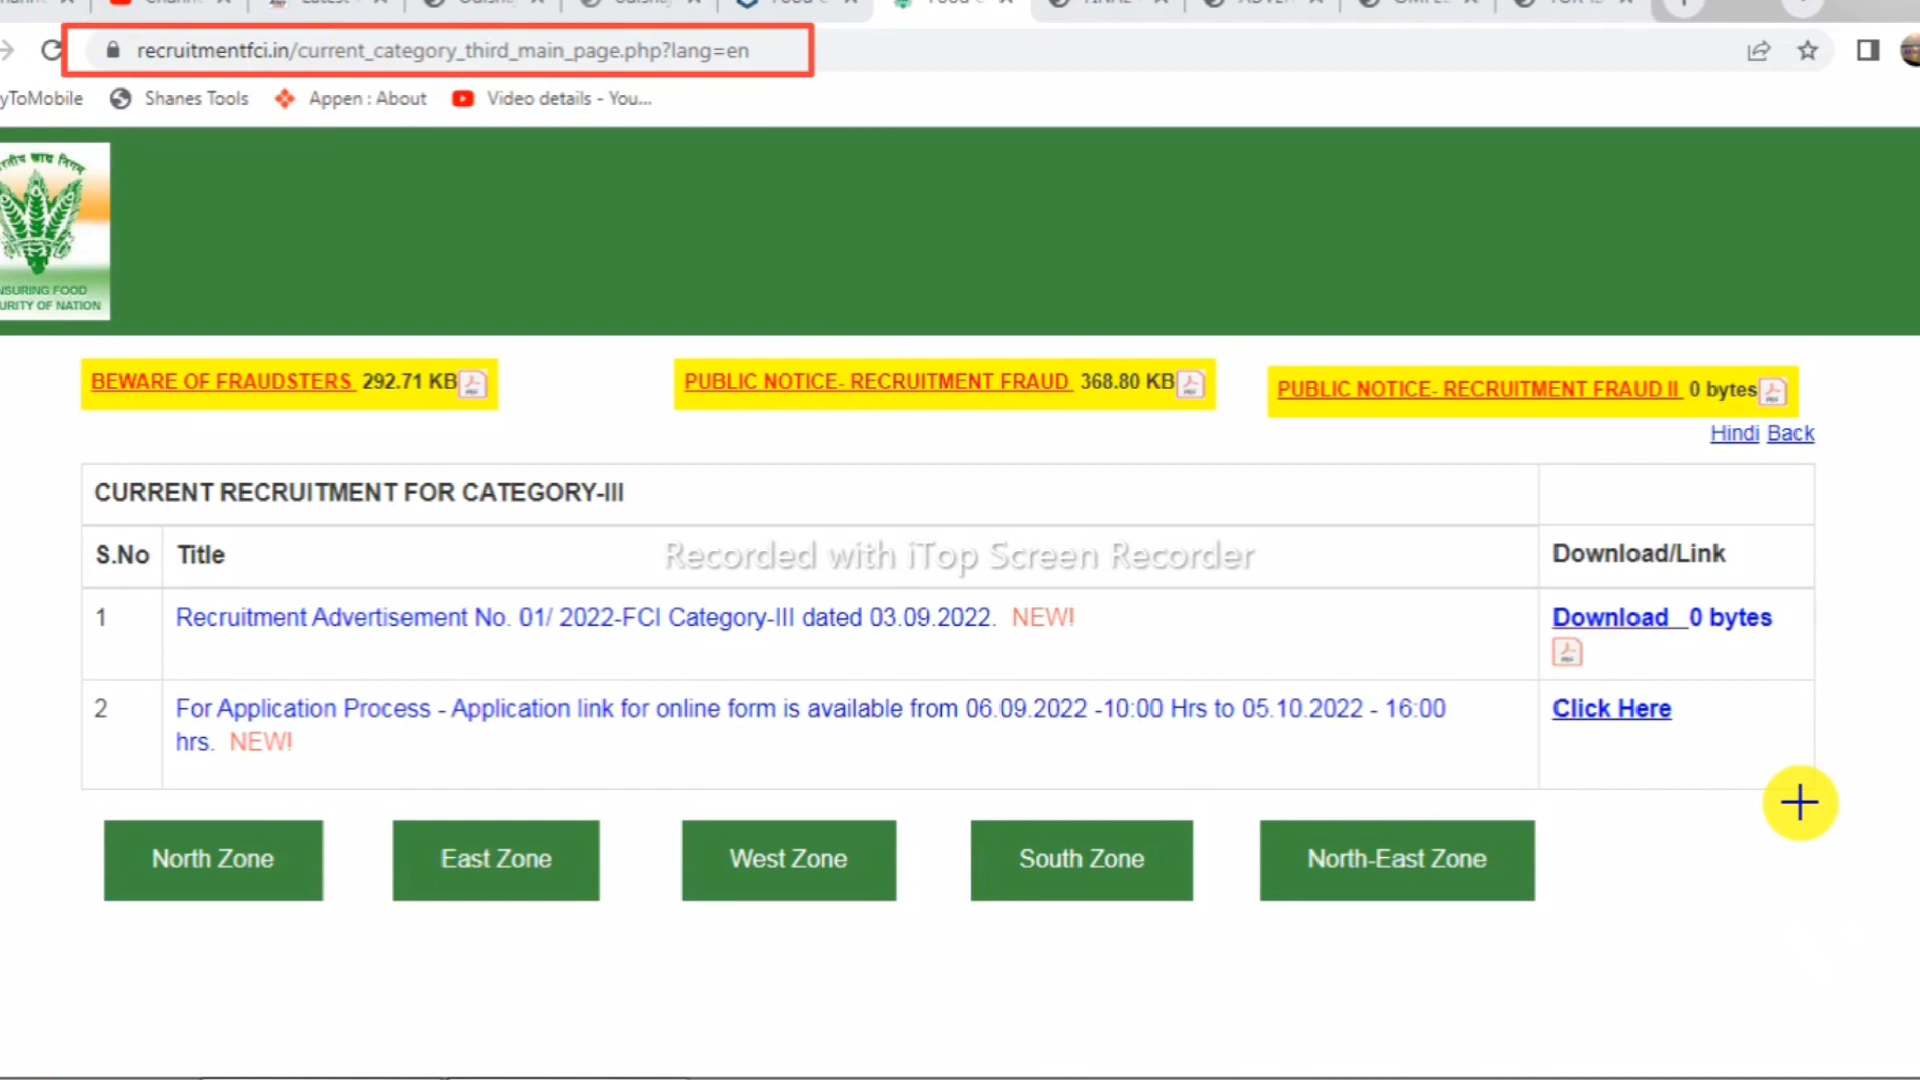 recruitmentfci.in/current_category_third_main_page.php?lang=en
yToMobile Shanes Tools Appen : About Video details - You...
NSURING FOOD
URITY OF NATION
BEWARE OF FRAUDSTERS 292.71 KB PUBLIC NOTICE- RECRUITMENT FRAUD 368.80 KB PUBLIC NOTICE- RECRUITMENT FRAUD II 0 bytes
Hindi Back
CURRENT RECRUITMENT FOR CATEGORY-III
S.No Title Download/Link
Recorded with iTop Screen Recorder
1 Recruitment Advertisement No. 01/ 2022-FCI Category-III dated 03.09.2022. NEW! Download 0 bytes
2 For Application Process - Application link for online form is available from 06.09.2022 -10:00 Hrs to 05.10.2022 - 16:00 Click Here
hrs. NEW!
North Zone East Zone West Zone South Zone North-East Zone